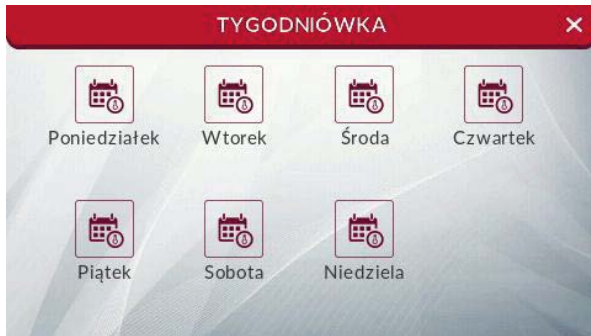 TYGODNIÓWKA
Poniedziałek Wtorek Środa Czwartek
Piątek Sobota Niedziela